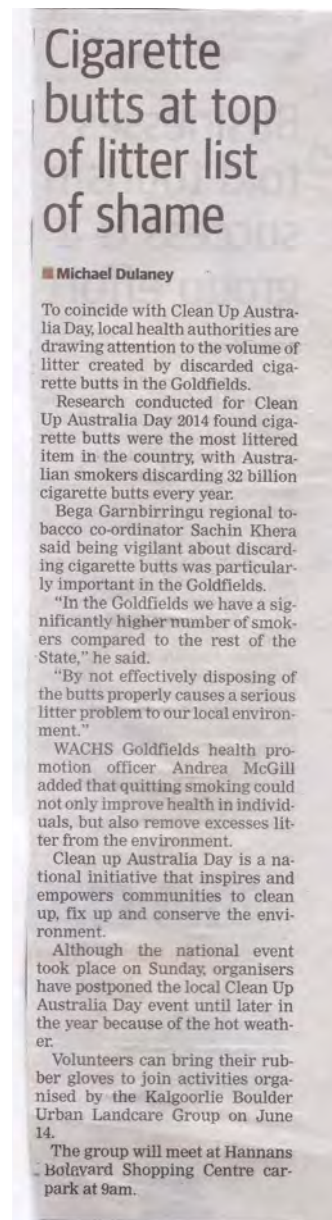 Cigarette
butts at top
of litter list
of shame
■ Michael Dulaney
To coincide with Clean Up Austra-
lia Day, local health authorities are
drawing attention to the volume of
litter created by discarded ciga-
rette butts in the Goldfields.
Research conducted for Clean
Up Australia Day 2014 found ciga-
rette butts were the most littered
item in the country, with Austra-
lian smokers discarding 32 billion
cigarette butts every year.
Bega Garnbirringu regional to-
bacco co-ordinator Sachin Khera
said being vigilant about discard-
ing cigarette butts was particular-
ly important in the Goldfields.
"In the Goldfields we have a sig-
nificantly higher number of smok-
ers compared to the rest of the
State," he said.
"By not effectively disposing of
the butts properly causes a serious
litter problem to our local environ-
ment."
WACHS Goldfields health pro-
motion officer Andrea McGill
added that quitting smoking could
not only improve health in individ-
uals, but also remove excesses lit-
ter from the environment.
Clean up Australia Day is a na-
tional initiative that inspires and
empowers communities to clean
up, fix up and conserve the envi-
ronment.
Although the national event
took place on Sunday, organisers
have postponed the local Clean Up
Australia Day event until later in
the year because of the hot weath-
er.
Volunteers can bring their rub-
ber gloves to join activities orga-
nised by the Kalgoorlie Boulder
Urban Landcare Group on June
14.
The group will meet at Hannans
Bolevard Shopping Centre car-
park at 9am.